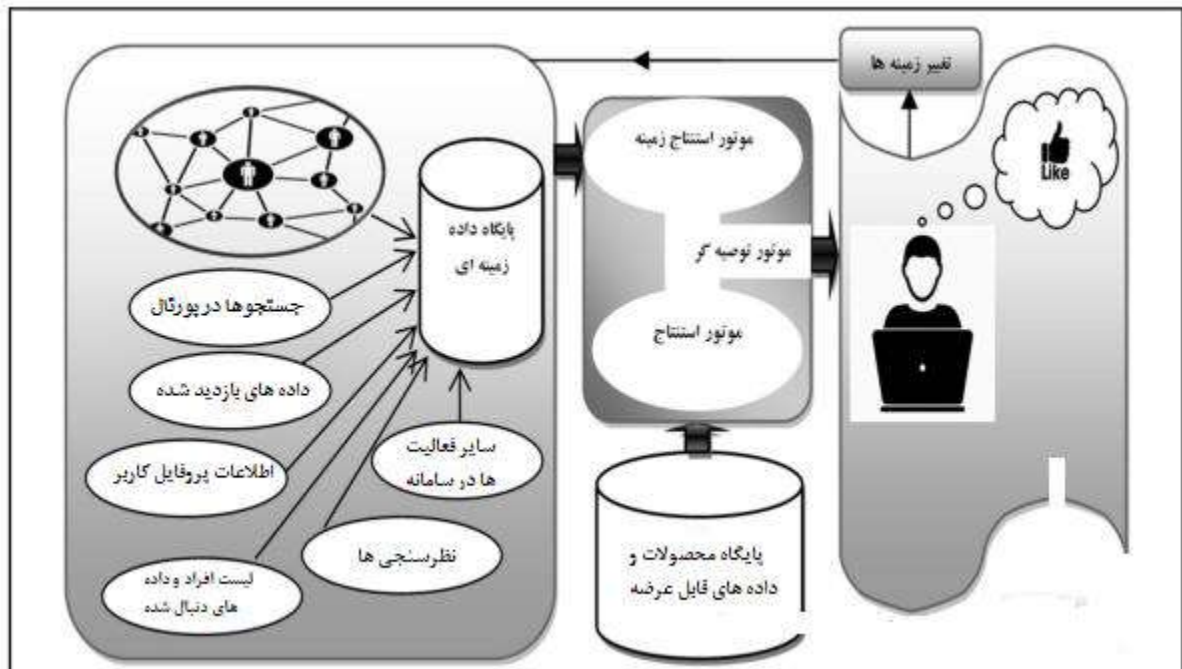 تغییر زمینه ها
Like
موتور استنتاج زمینه
موتور توصیه گر
موتور استنتاج
پایگاه داده
زمینه ای
جستجوها در پورتال
داده های بازدید شده
اطلاعات پروفایل کاربر
سایر فعالیت
ها در سامانه
نظرسنجی ها
لیست افراد و داده
های دنبال شده
پایگاه محصولات و
داده های قابل عرضه